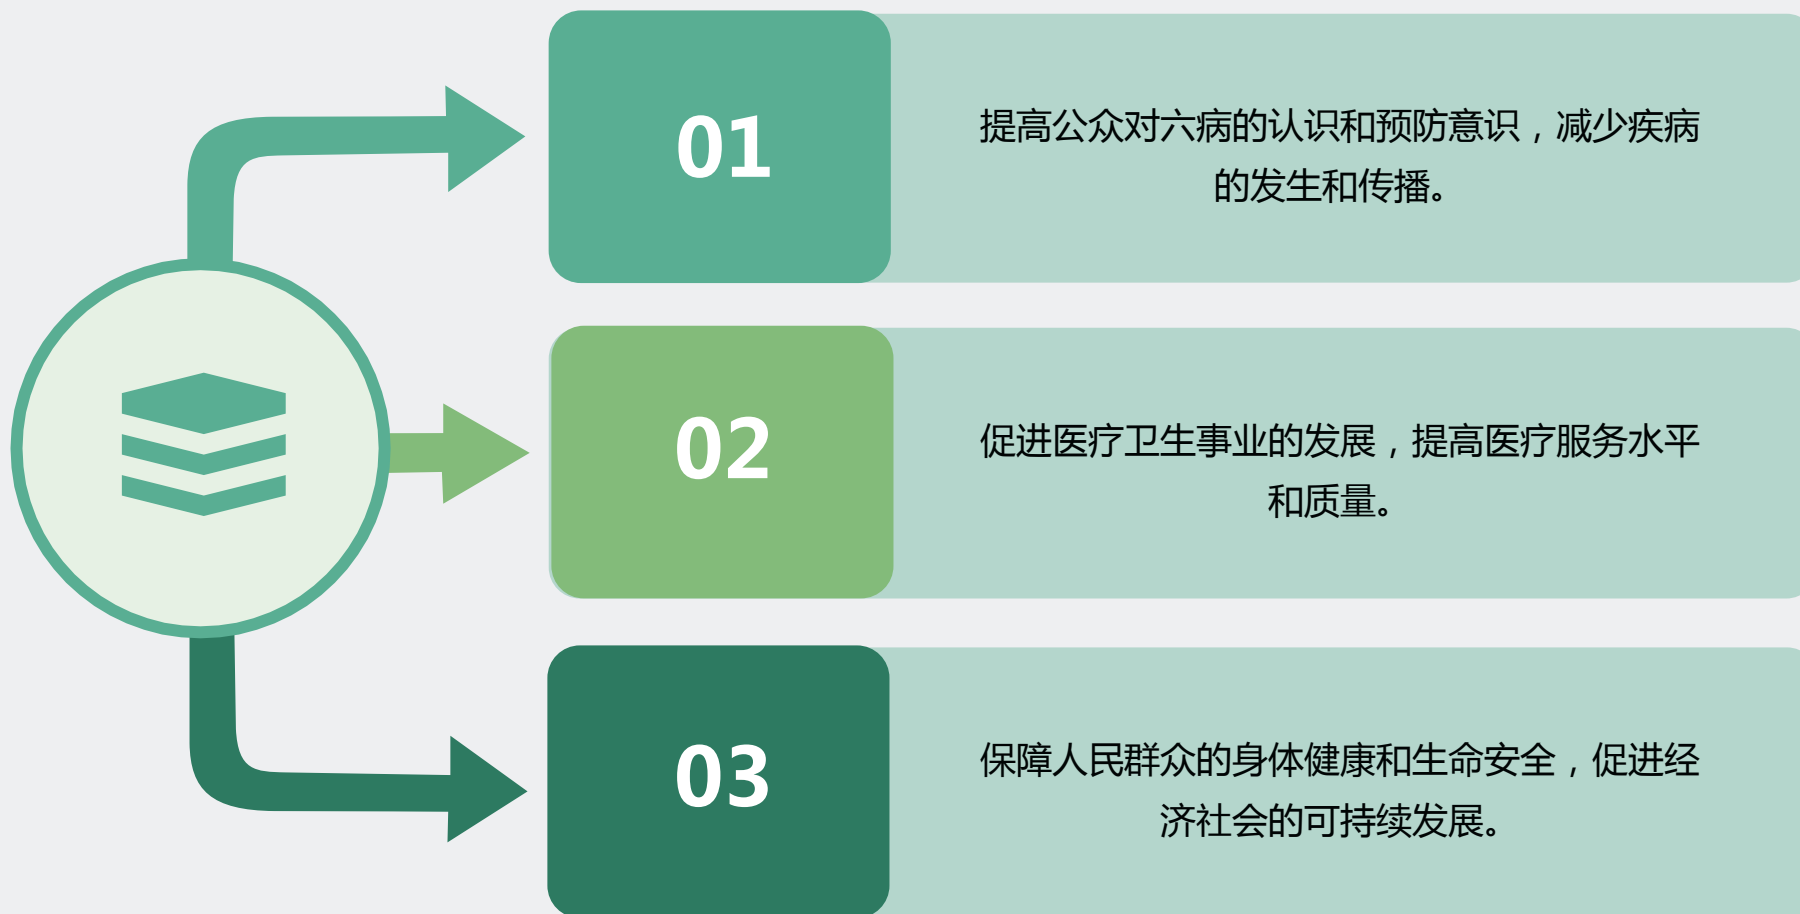 01
提高公众对六病的认识和预防意识，减少疾病
的发生和传播。
02
促进医疗卫生事业的发展，提高医疗服务水平
和质量。
03
保障人民群众的身体健康和生命安全，促进经
济社会的可持续发展。